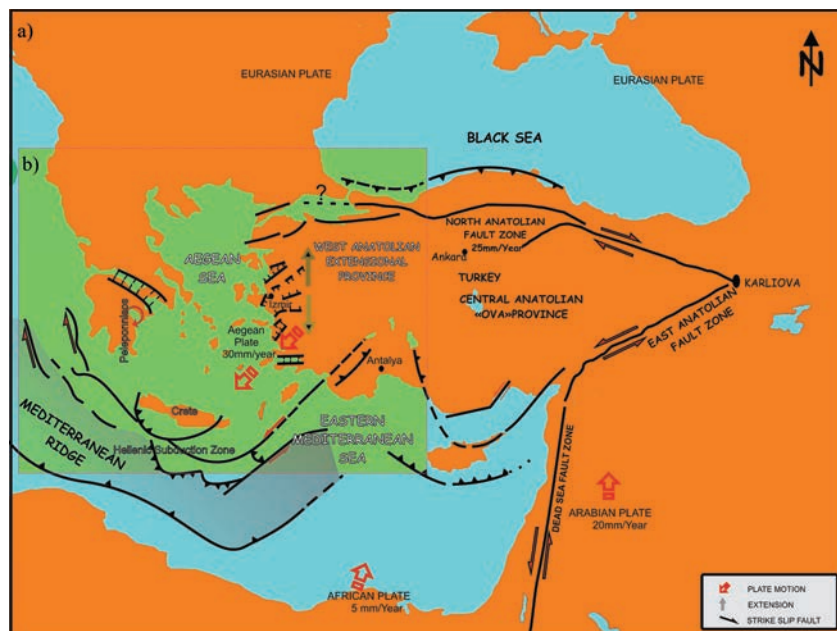 a)
EURASIAN PLATE
EURASIAN PLATE
N
BLACK SEA
b)
?
NORTH ANATOLIAN
FAULT ZONE
25mm/Year
Ankara
WEST ANATOLIAN
EXTENSIONAL
PROVINCE
AEGEAN
SEA
TURKEY
CENTRAL ANATOLIAN
«OVA»PROVINCE
KARLIOVA
EAST ANATOLIAN
FAULT ZONE
İzmir
Peleponnisos
Aegean
Plate
30mm/year
Antalya
Crete
MEDITERRANEAN
RIDGE
Hellenic Subduction Zone
EASTERN
MEDITERRANEAN
SEA
DEAD SEA FAULT ZONE
ARABIAN PLATE
20mm/Year
AFRICAN PLATE
5 mm/Year
PLATE MOTION
EXTENSION
STRIKE SLIP FAULT